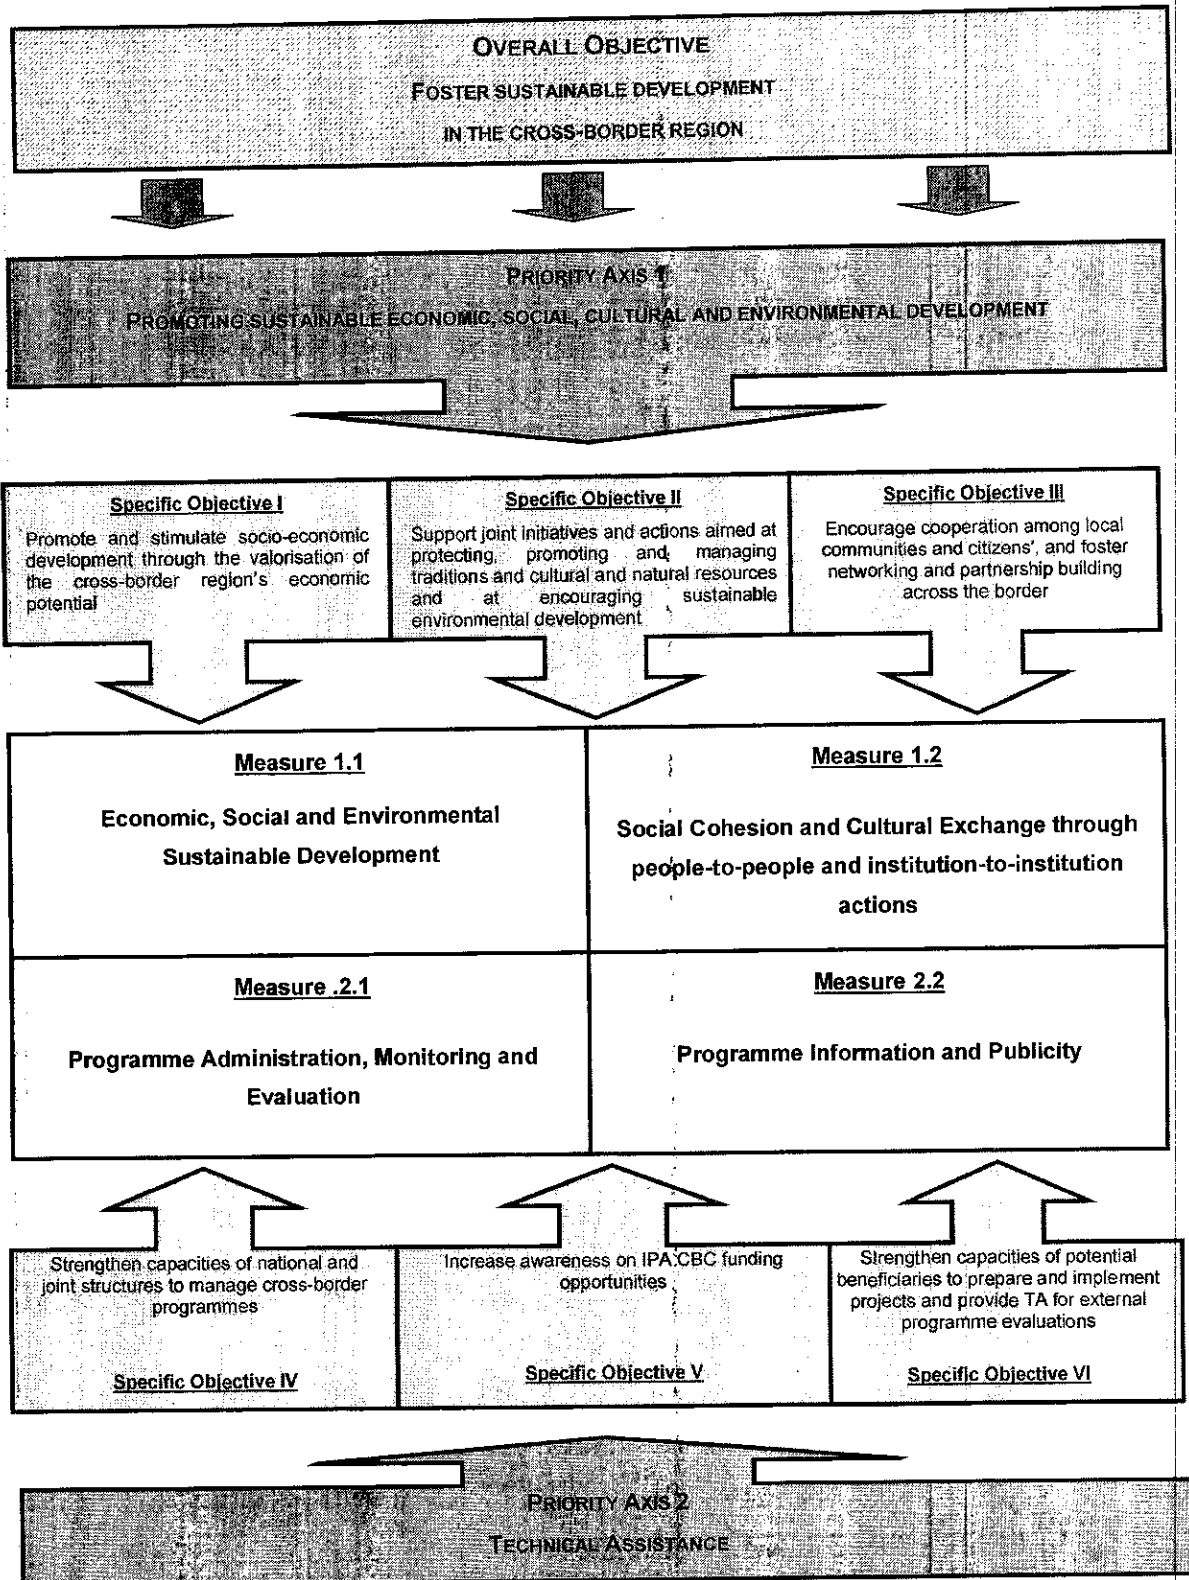 OVERALL OBJECTIVE
FOSTER SUSTAINABLE DEVELOPMENT
IN THE CROSS-BORDER REGION
PRIORITY AXIS 1
PROMOTING SUSTAINABLE ECONOMIC, SOCIAL, CULTURAL AND ENVIRONMENTAL DEVELOPMENT
Specific Objective I
Promote and stimulate socio-economic
development through the valorisation of
the cross-border region's economic
potential
Specific Objective II
Support joint initiatives and actions aimed at
protecting, promoting and managing
traditions and cultural and natural resources
and at encouraging sustainable
environmental development
Specific Objective III
Encourage cooperation among local
communities and citizens', and foster
networking and partnership building
across the border
Measure 1.1
Economic, Social and Environmental
Sustainable Development
Measure 1.2
Social Cohesion and Cultural Exchange through
people-to-people and institution-to-institution
actions
Measure .2.1
Programme Administration, Monitoring and
Evaluation
Measure 2.2
Programme Information and Publicity
Strengthen capacities of national and
joint structures to manage cross-border
programmes
Specific Objective IV
Increase awareness on IPA CBC funding
opportunities
Specific Objective V
Strengthen capacities of potential
beneficiaries to prepare and implement
projects and provide TA for external
programme evaluations
Specific Objective VI
PRIORITY AXIS 2
TECHNICAL ASSISTANCE